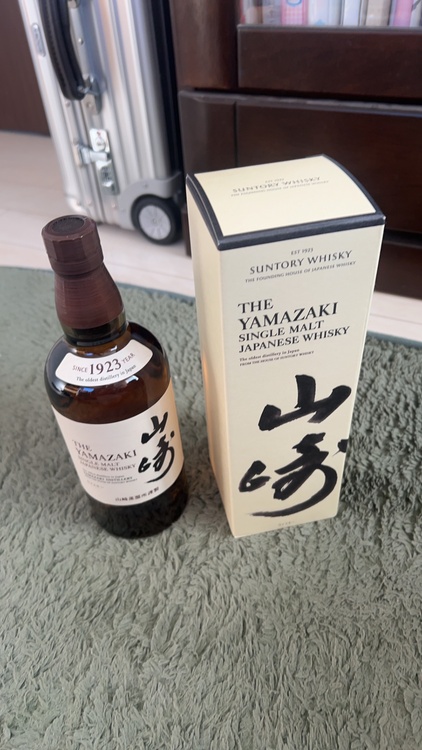 SUNTORY WHISKY
EST 1923
SUNTORY WHISKY
THE FOUNDING HOUSE OF JAPANESE WHISKY
THE
YAMAZAKI
SINGLE MALT
JAPANESE WHISKY
The oldest distillery in Japan
FROM THE HOUSE OF SUNTORY WHISKY
山崎
SINCE 1923 YEAR
The oldest distillery in Japan
THE
YAMAZAKI
SINGLE MALT
JAPANESE WHISKY
山崎